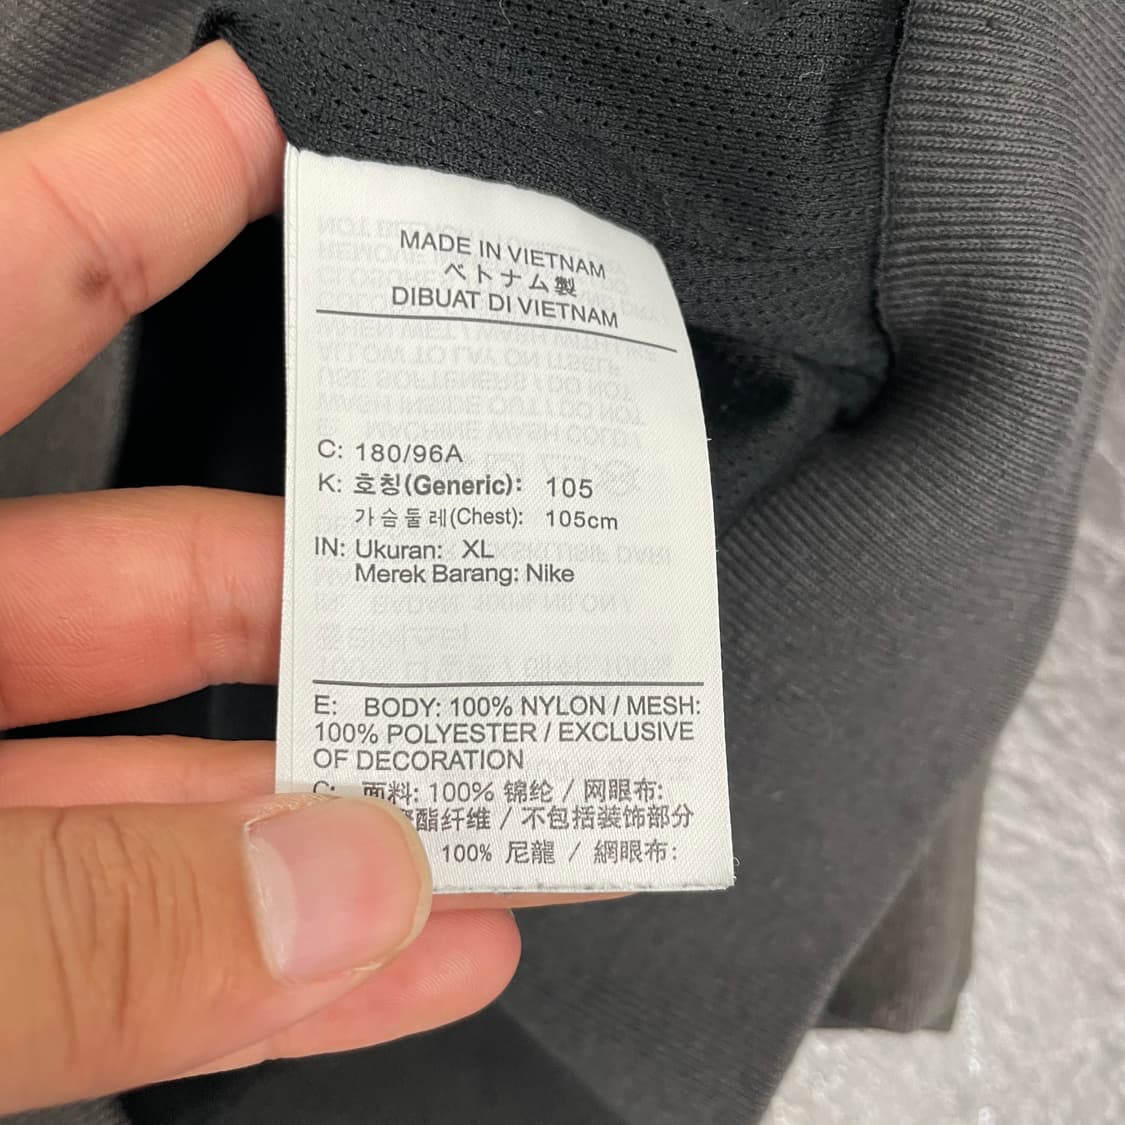 MADE IN VIETNAM
ベトナム製
DIBUAT DI VIETNAM
C: 180/96A
K: 호칭(Generic): 105
가슴둘레(Chest): 105cm
IN: Ukuran: XL
Merek Barang: Nike
E: BODY: 100% NYLON / MESH:
100% POLYESTER / EXCLUSIVE
OF DECORATION
C: 面料: 100% 锦纶 / 网眼布:
酯纤维 / 不包括装饰部分
100% 尼龍 / 網眼布: